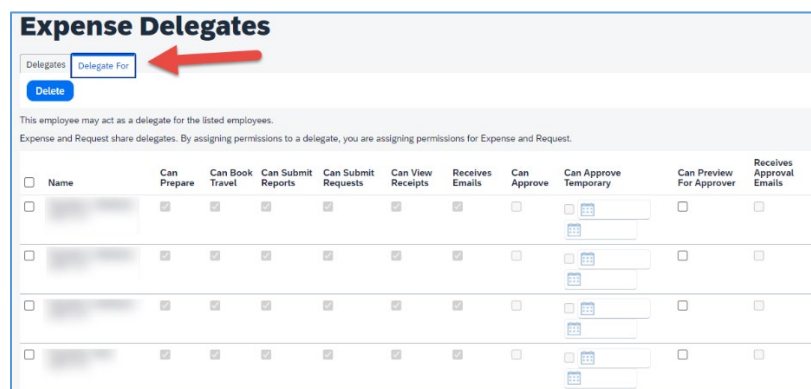 Expense Delegates
Delegates Delegate For
Delete
This employee may act as a delegate for the listed employees.
Expense and Request share delegates. By assigning permissions to a delegate, you are assigning permissions for Expense and Request.
Name
Can Prepare
Can Book Travel
Can Submit Reports
Can Submit Requests
Can View Receipts
Receives Emails
Can Approve
Can Approve Temporary
Can Preview For Approver
Receives Approval Emails